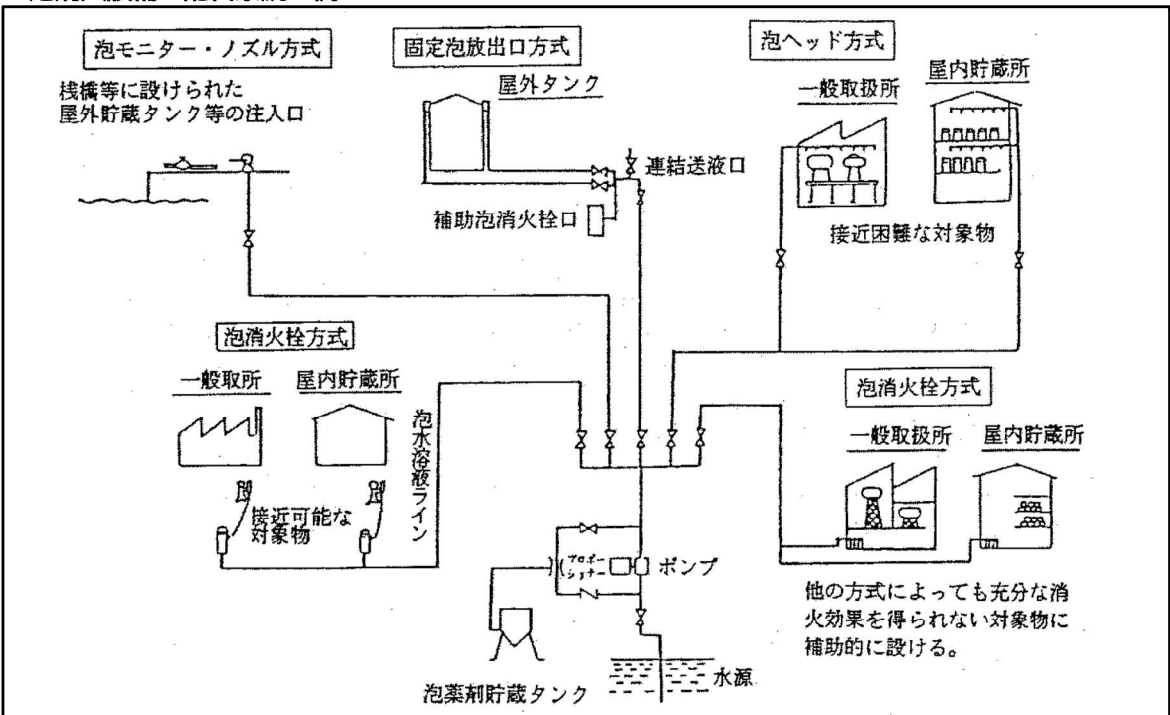 泡モニター・ノズル方式
桟橋等に設けられた
屋外貯蔵タンク等の注入口
固定泡放出口方式
屋外タンク
連結送液口
補助泡消火栓口
泡ヘッド方式
一般取扱所
屋内貯蔵所
接近困難な対象物
泡消火栓方式
一般取所
屋内貯蔵所
泡水溶液ライン
接近可能な
対象物
泡消火栓方式
一般取扱所
屋内貯蔵所
他の方式によっても充分な消
火効果を得られない対象物に
補助的に設ける。
プロポー
ショナー
ポンプ
泡薬剤貯蔵タンク
水源